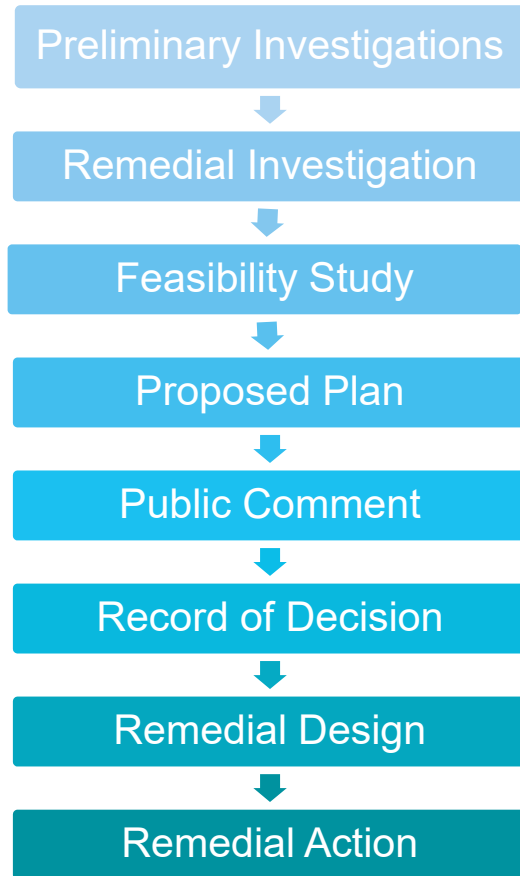 Preliminary Investigations
Remedial Investigation
Feasibility Study
Proposed Plan
Public Comment
Record of Decision
Remedial Design
Remedial Action